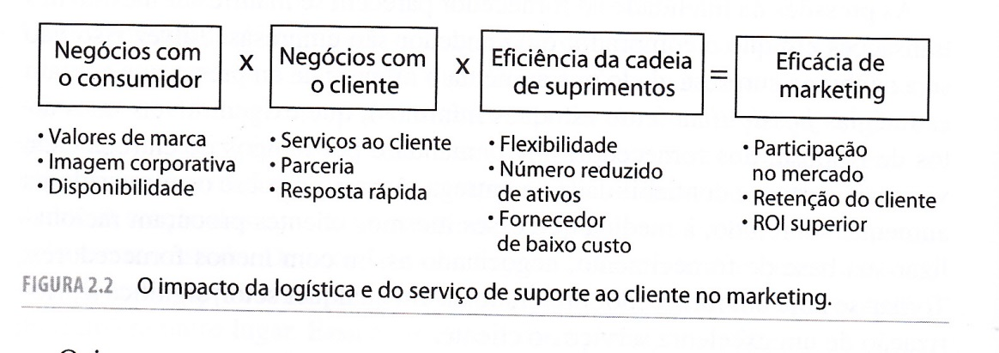 Negócios com
o consumidor
x
Negócios com
o cliente
x
Eficiência da cadeia
de suprimentos
=
Eficácia de
marketing
• Valores de marca
• Imagem corporativa
• Disponibilidade
• Serviços ao cliente
• Parceria
• Resposta rápida
• Flexibilidade
• Número reduzido
de ativos
• Fornecedor
de baixo custo
• Participação
no mercado
• Retenção do cliente
• ROI superior
FIGURA 2.2 O impacto da logística e do serviço de suporte ao cliente no marketing.